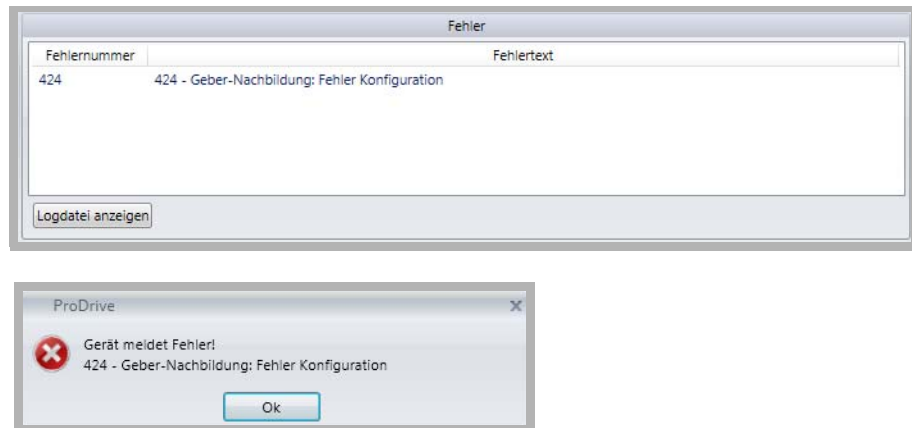 Fehler
Fehlernummer Fehlertext
424 424 - Geber-Nachbildung: Fehler Konfiguration
Logdatei anzeigen
ProDrive
Gerät meldet Fehler!
424 - Geber-Nachbildung: Fehler Konfiguration
Ok